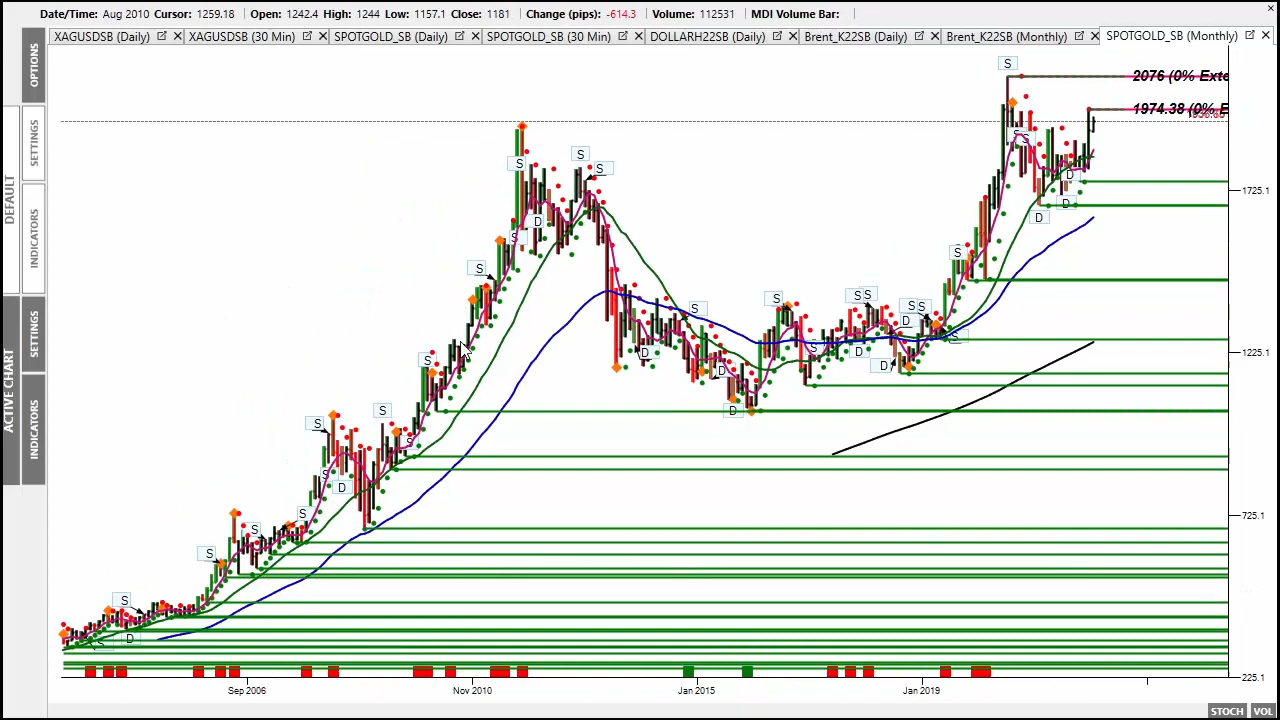 Date/Time: Aug 2010 Cursor: 1259.18 Open: 1242.4 High: 1244 Low: 1157.1 Close: 1181 Change (pips): -614.3 Volume: 112531 MDI Volume Bar:
XAGUSDSB (Daily) XAGUSDSB (30 Min) SPOTGOLD_SB (Daily) SPOTGOLD_SB (30 Min) DOLLARH22SB (Daily) Brent_K22SB (Daily) Brent_K22SB (Monthly) SPOTGOLD_SB (Monthly)
OPTIONS
DEFAULT
SETTINGS
INDICATORS
ACTIVE CHART
SETTINGS
INDICATORS
S
2076 (0% Exte
1974.38 (0% E
S S
S S S
D
1725.1
D D
S D
S
S
S S S
S S S
D
S
D D
1225.1
S
D D
D
S
S
S
S
D
S
725.1
S
S
S
D
S
225.1
Sep 2006 Nov 2010 Jan 2015 Jan 2019
STOCH VOL